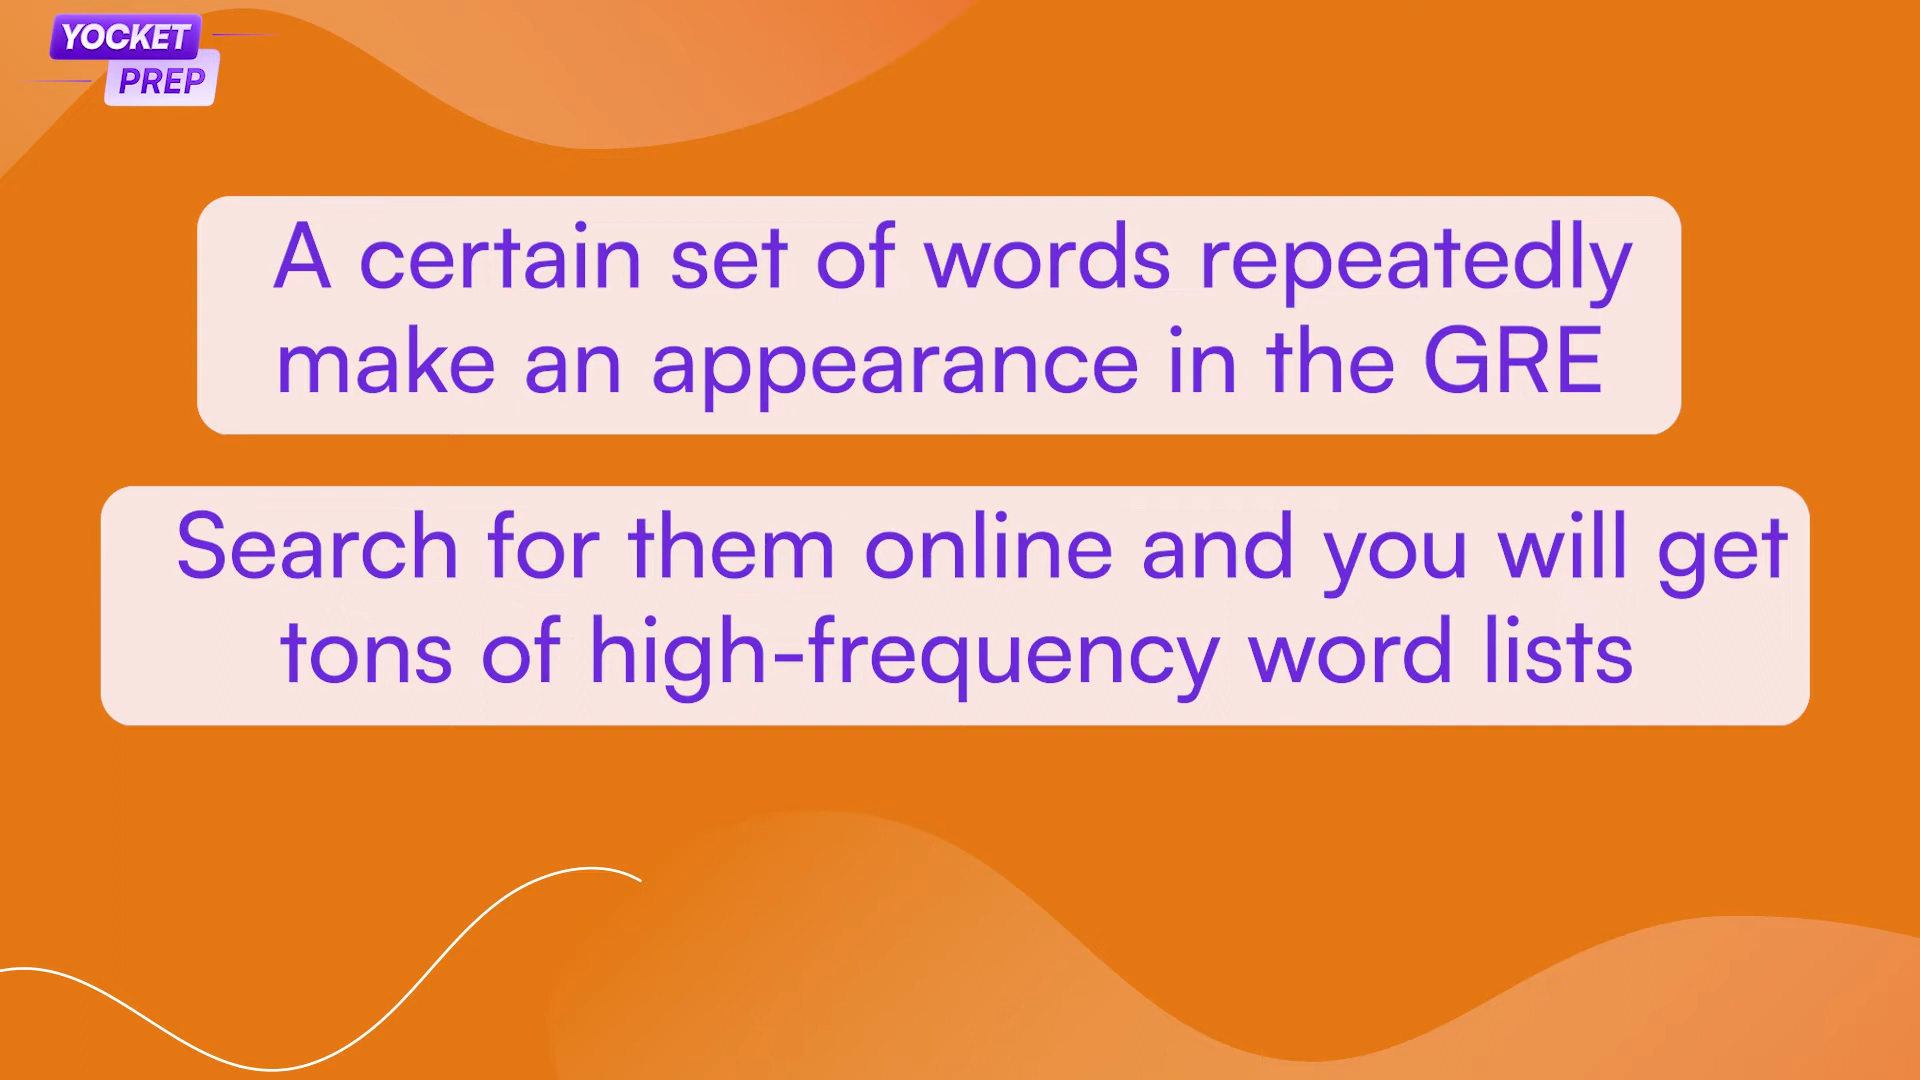 YOCKET
PREP
A certain set of words repeatedly
make an appearance in the GRE
Search for them online and you will get
tons of high-frequency word lists